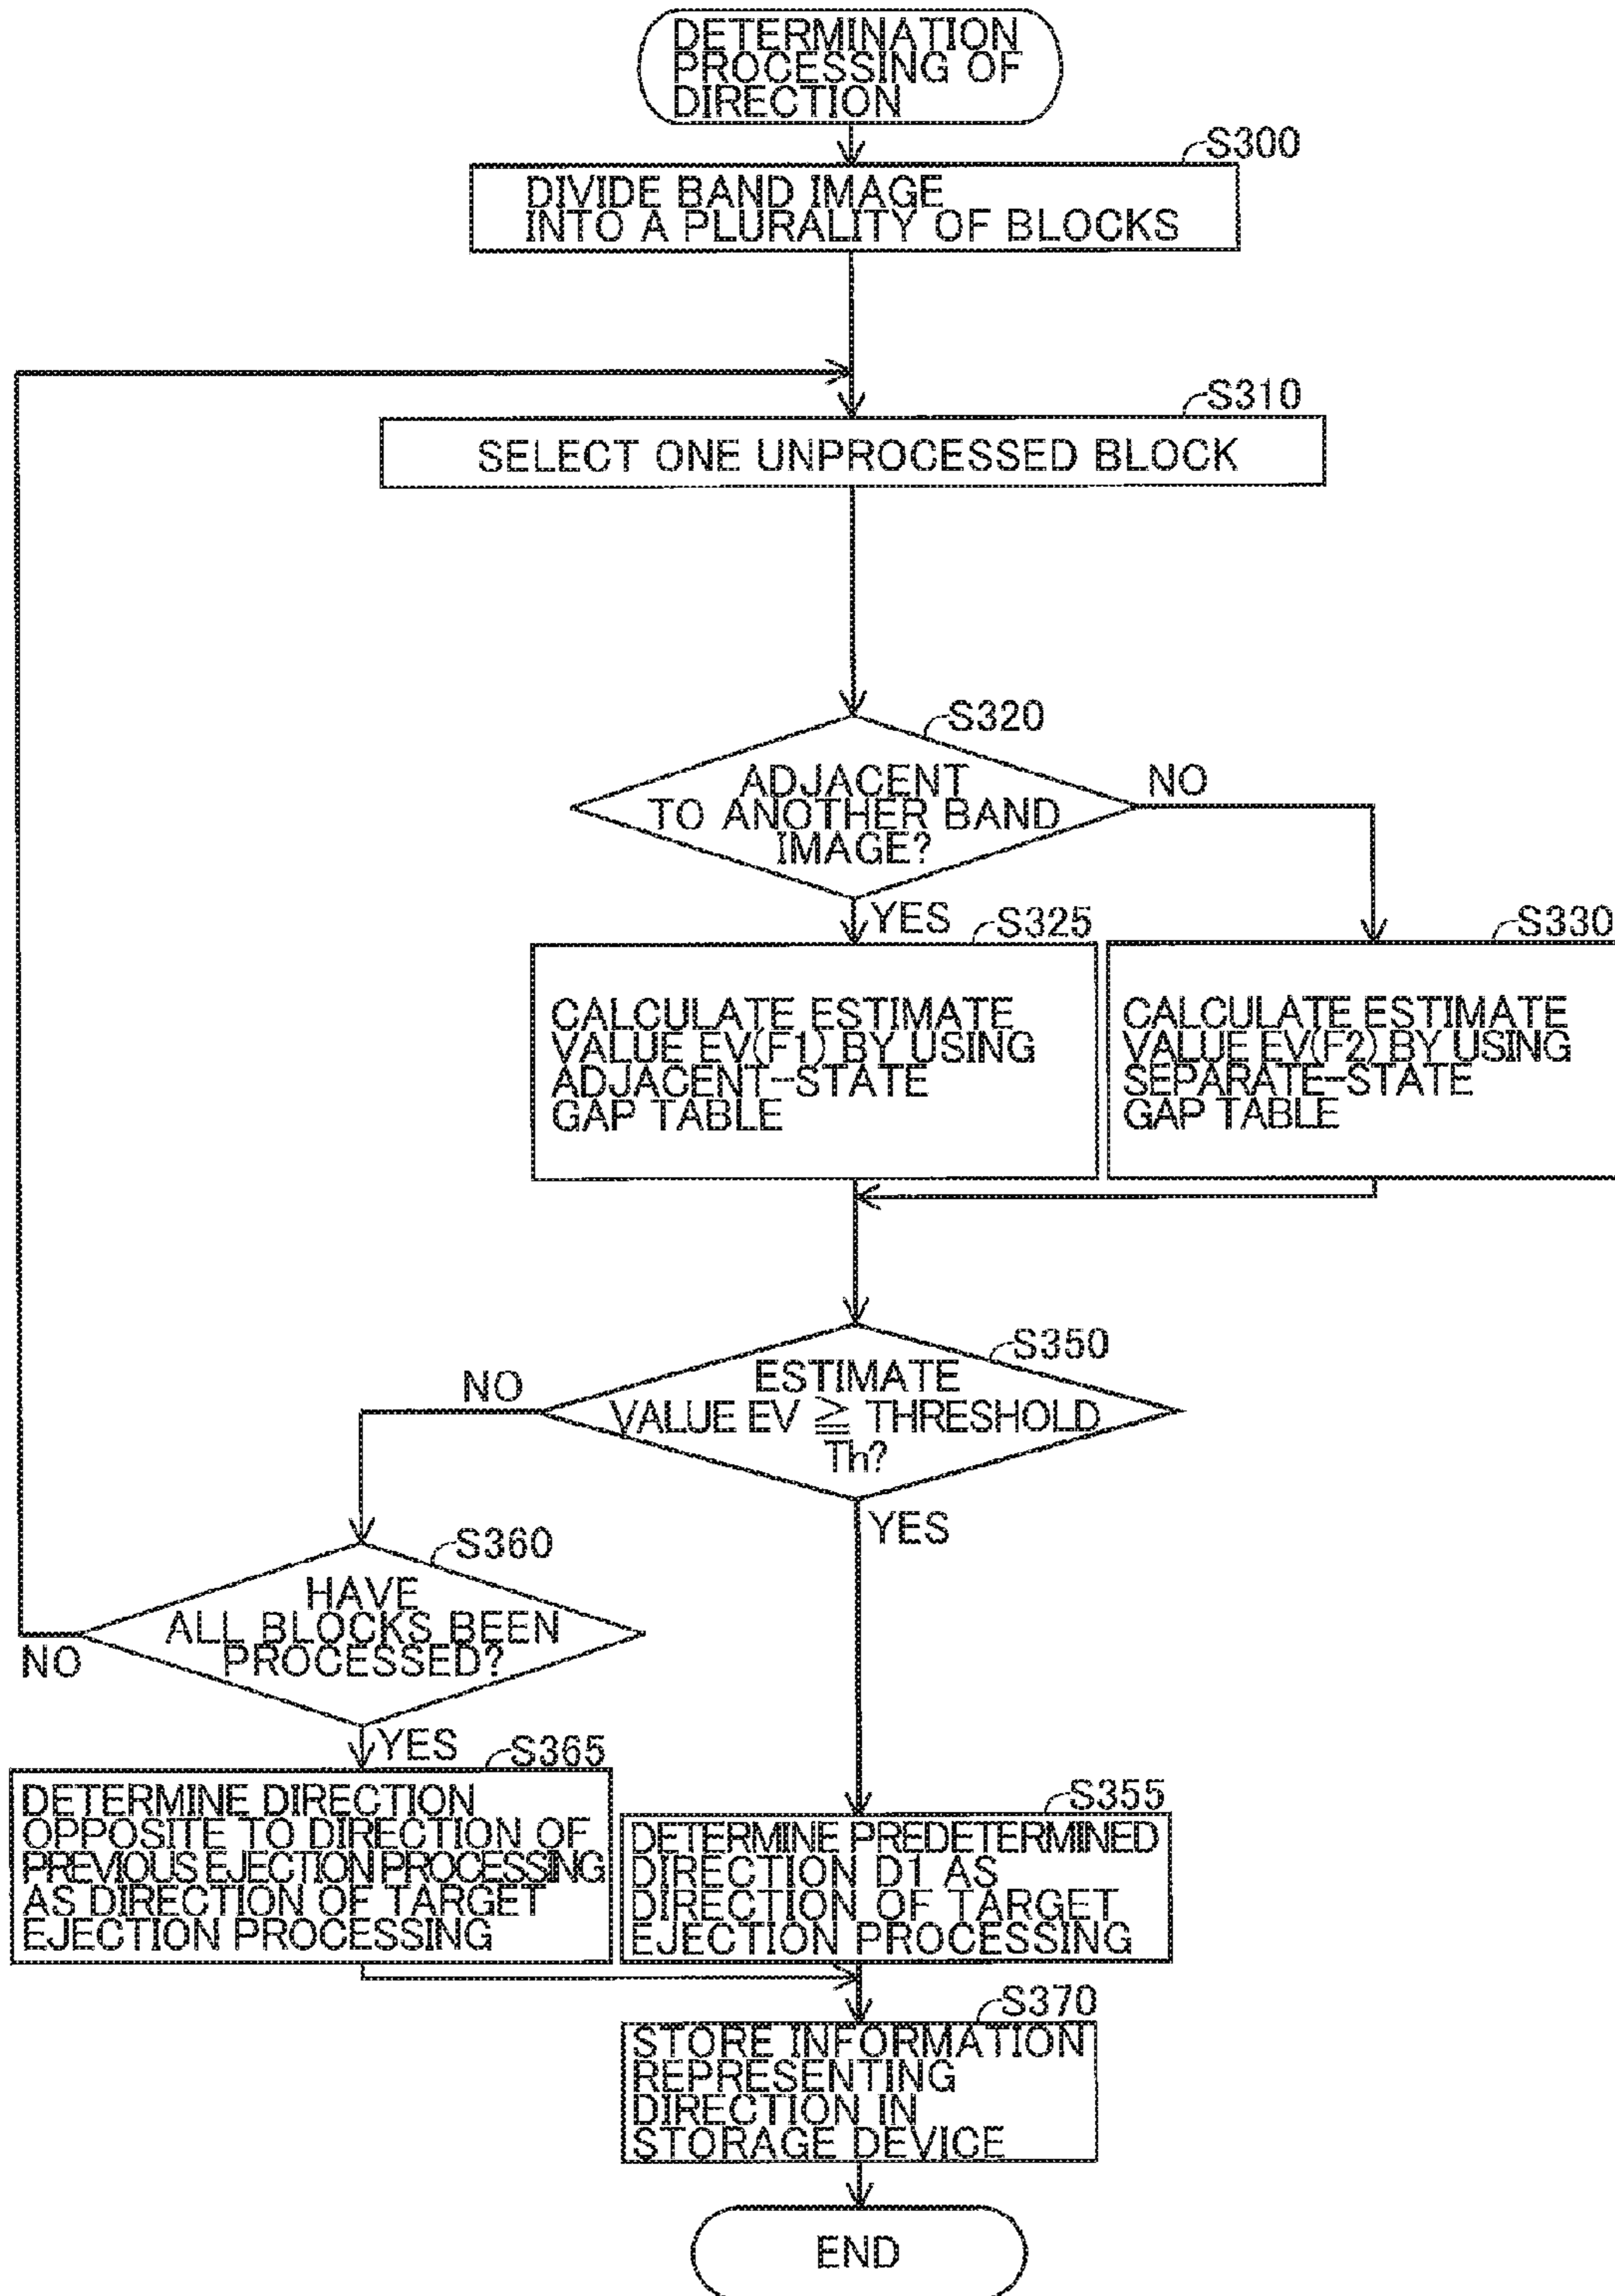 DETERMINATION
PROCESSING OF
DIRECTION
S300
DIVIDE BAND IMAGE
INTO A PLURALITY OF BLOCKS
S310
SELECT ONE UNPROCESSED BLOCK
S320
ADJACENT
TO ANOTHER BAND
IMAGE?
NO
YES
S325
CALCULATE ESTIMATE
VALUE EV(F1) BY USING
ADJACENT-STATE
GAP TABLE
S330
CALCULATE ESTIMATE
VALUE EV(F2) BY USING
SEPARATE-STATE
GAP TABLE
S350
ESTIMATE
VALUE EV ≧ THRESHOLD
Th?
NO
YES
S360
HAVE
ALL BLOCKS BEEN
PROCESSED?
NO
YES
S365
DETERMINE DIRECTION
OPPOSITE TO DIRECTION OF
PREVIOUS EJECTION PROCESSING
AS DIRECTION OF TARGET
EJECTION PROCESSING
S355
DETERMINE PREDETERMINED
DIRECTION D1 AS
DIRECTION OF TARGET
EJECTION PROCESSING
S370
STORE INFORMATION
REPRESENTING
DIRECTION IN
STORAGE DEVICE
END